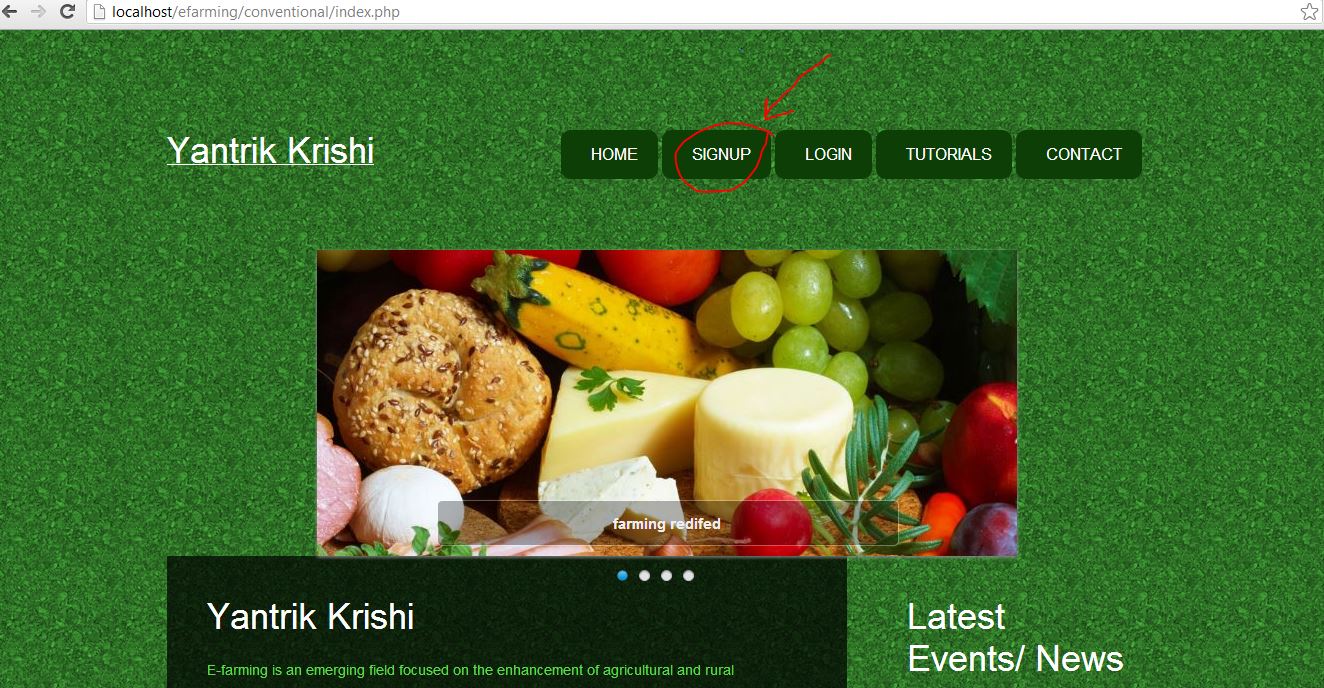 localhost/efarming/conventional/index.php
Yantrik Krishi
HOME SIGNUP LOGIN TUTORIALS CONTACT
farming redifed
Yantrik Krishi
E-farming is an emerging field focused on the enhancement of agricultural and rural
Latest
Events/ News